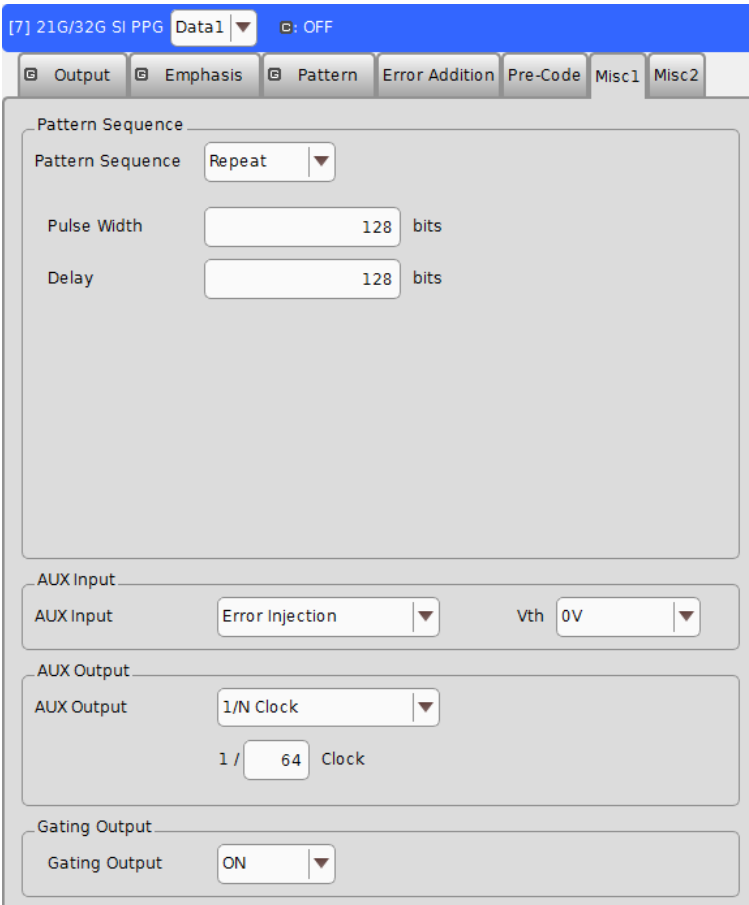 [7] 21G/32G SI PPG Data1 C: OFF
G Output G Emphasis G Pattern Error Addition Pre-Code Misc1 Misc2
Pattern Sequence
Pattern Sequence Repeat
Pulse Width 128 bits
Delay 128 bits
AUX Input
AUX Input Error Injection Vth 0V
AUX Output
AUX Output 1/N Clock
1 / 64 Clock
Gating Output
Gating Output ON